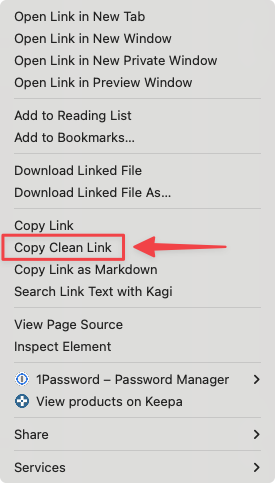 Open Link in New Tab
Open Link in New Window
Open Link in New Private Window
Open Link in Preview Window
Add to Reading List
Add to Bookmarks...
Download Linked File
Download Linked File As...
Copy Link
Copy Clean Link
Copy Link as Markdown
Search Link Text with Kagi
View Page Source
Inspect Element
1Password – Password Manager
View products on Keepa
Share
Services